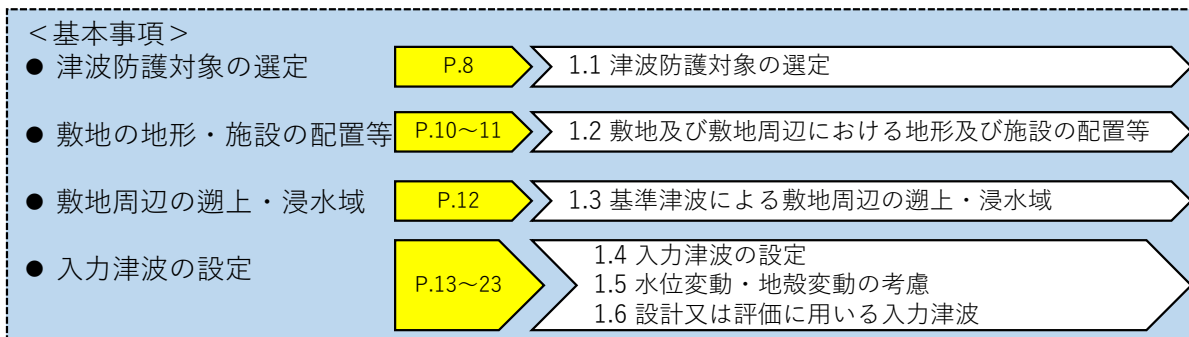 ＜基本事項＞
● 津波防護対象の選定 P.8 1.1 津波防護対象の選定
● 敷地の地形・施設の配置等 P.10～11 1.2 敷地及び敷地周辺における地形及び施設の配置等
● 敷地周辺の遡上・浸水域 P.12 1.3 基準津波による敷地周辺の遡上・浸水域
● 入力津波の設定 P.13～23 1.4 入力津波の設定
1.5 水位変動・地殻変動の考慮
1.6 設計又は評価に用いる入力津波